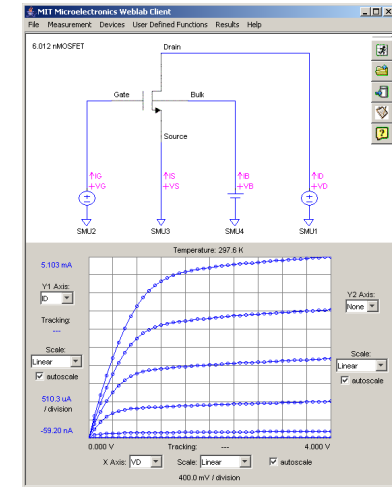 MIT Microelectronics Weblab Client
File Measurement Devices User Defined Functions Results Help
6.012 nMOSFET
Drain
Gate
Bulk
Source
↑IG
+VG
↑IS
+VS
↑IB
+VB
↑ID
+VD
SMU2
SMU3
SMU4
SMU1
Temperature: 297.6 K
5.103 mA
Y1 Axis:
ID
Tracking:
---
Scale:
Linear
autoscale
510.3 uA
/ division
-59.20 nA
Y2 Axis:
None
Scale:
Linear
autoscale
0.000 V Tracking: --- 4.000 V
X Axis: VD Scale: Linear autoscale
400.0 mV / division